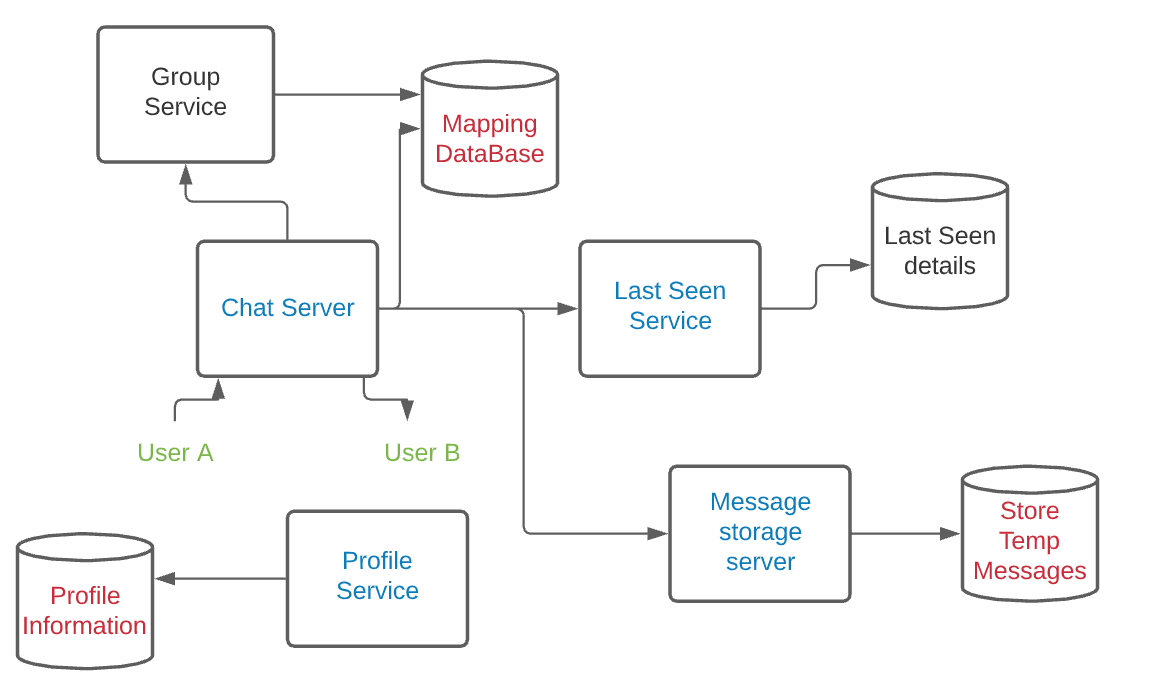 Group
Service
Mapping
DataBase
Last Seen
details
Chat Server
Last Seen
Service
User A
User B
Message
storage
server
Store
Temp
Messages
Profile
Service
Profile
Information